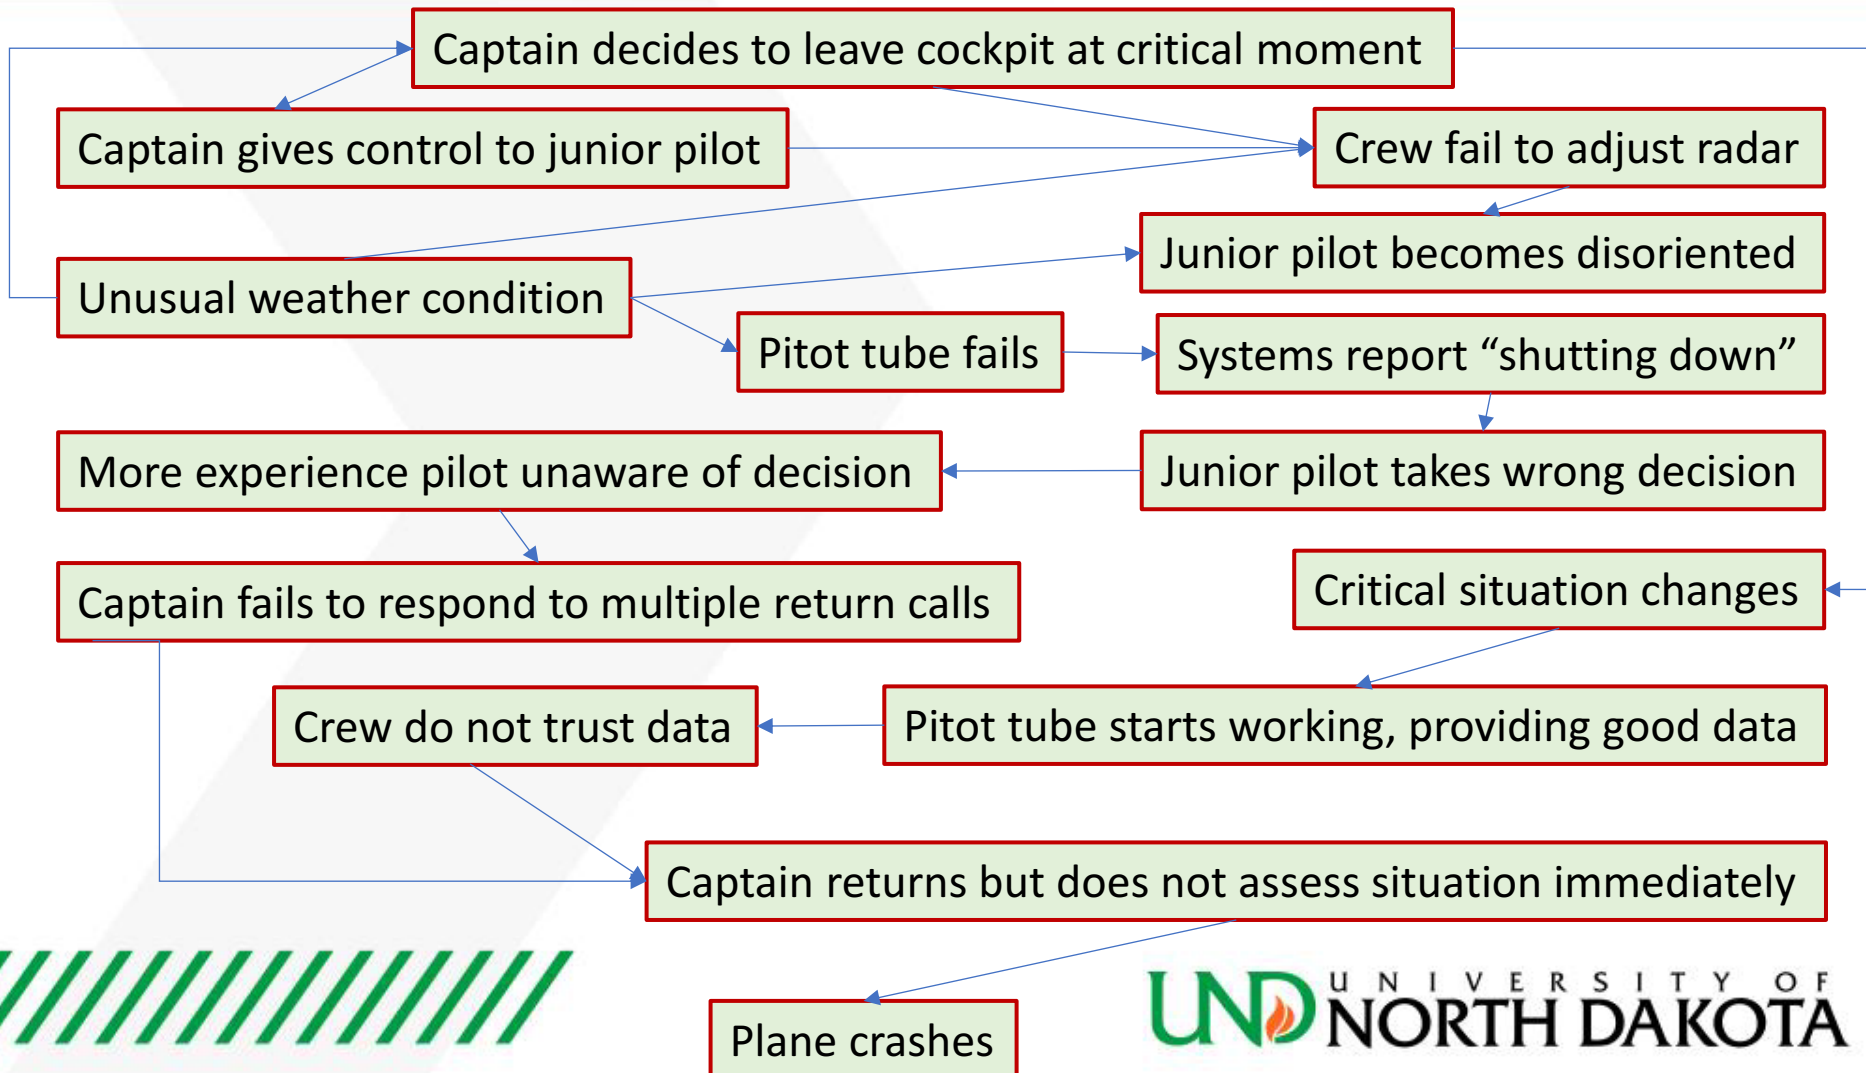 Captain decides to leave cockpit at critical moment
Captain gives control to junior pilot
Crew fail to adjust radar
Junior pilot becomes disoriented
Unusual weather condition
Pitot tube fails
Systems report “shutting down”
More experience pilot unaware of decision
Junior pilot takes wrong decision
Captain fails to respond to multiple return calls
Critical situation changes
Crew do not trust data
Pitot tube starts working, providing good data
Captain returns but does not assess situation immediately
Plane crashes
UND
UNIVERSITY OF
NORTH DAKOTA